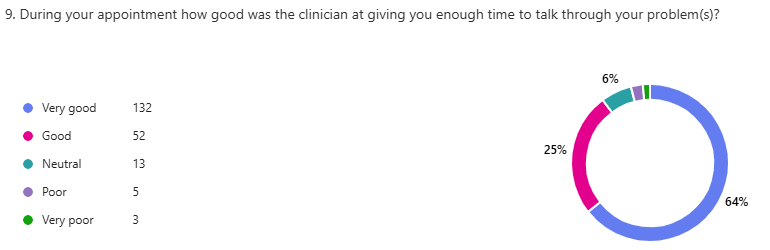 9. During your appointment how good was the clinician at giving you enough time to talk through your problem(s)?
6%
Very good 132
Good 52
25%
Neutral 13
Poor 5
64%
Very poor 3